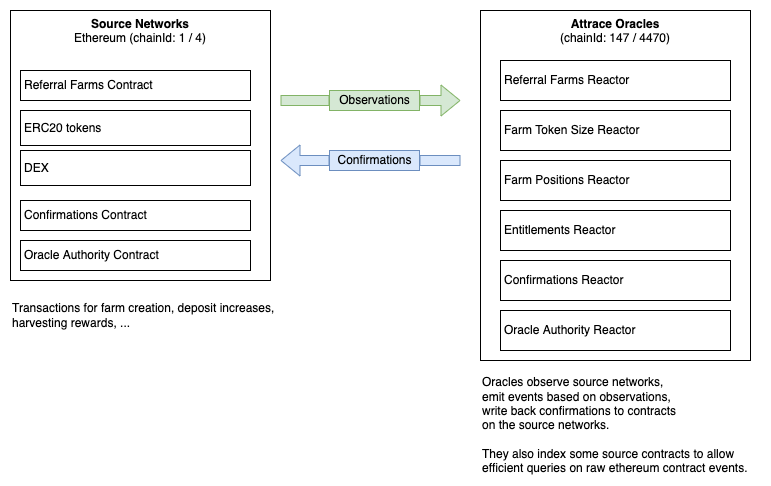 Source Networks
Ethereum (chainId: 1 / 4)
Referral Farms Contract
ERC20 tokens
DEX
Confirmations Contract
Oracle Authority Contract
Transactions for farm creation, deposit increases,
harvesting rewards, ...
Observations
Confirmations
Attrace Oracles
(chainId: 147 / 4470)
Referral Farms Reactor
Farm Token Size Reactor
Farm Positions Reactor
Entitlements Reactor
Confirmations Reactor
Oracle Authority Reactor
Oracles observe source networks,
emit events based on observations,
write back confirmations to contracts
on the source networks.
They also index some source contracts to allow
efficient queries on raw ethereum contract events.